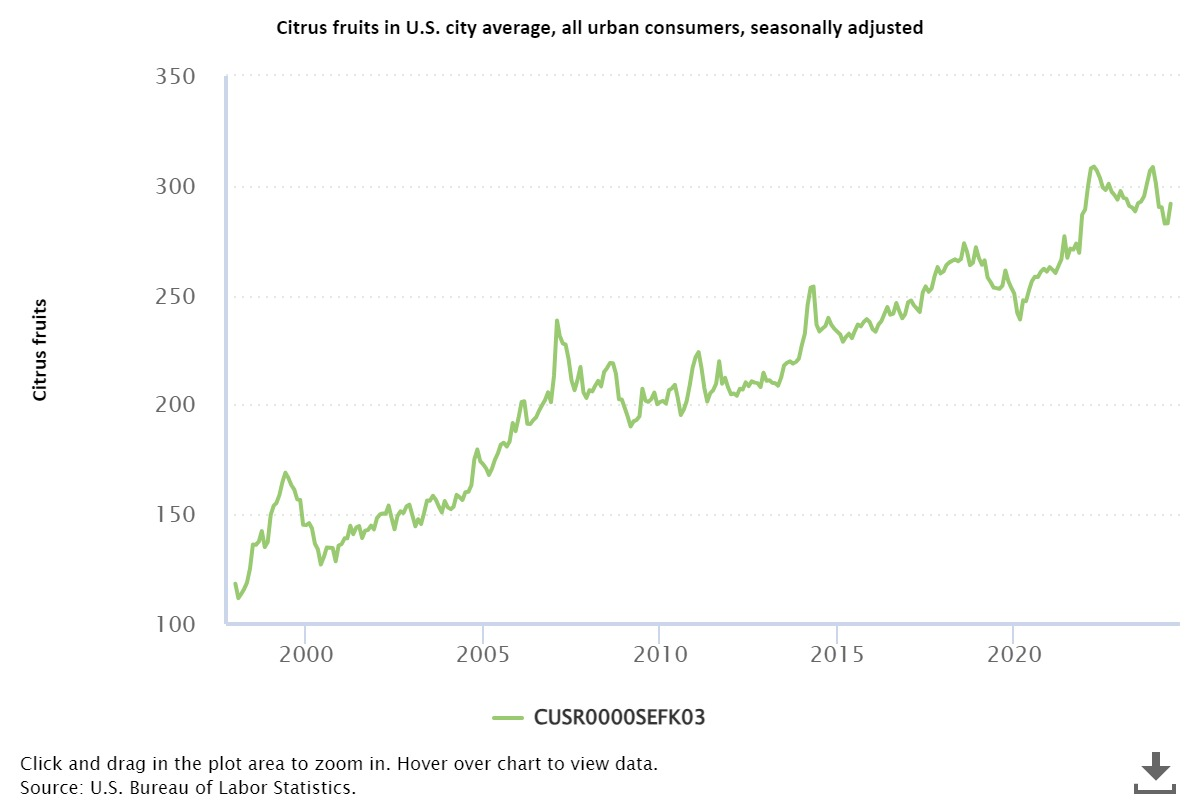 Citrus fruits in U.S. city average, all urban consumers, seasonally adjusted
350
300
250
200
150
100
Citrus fruits
2000
2005
2010
2015
2020
CUSR0000SEFK03
Click and drag in the plot area to zoom in. Hover over chart to view data.
Source: U.S. Bureau of Labor Statistics.